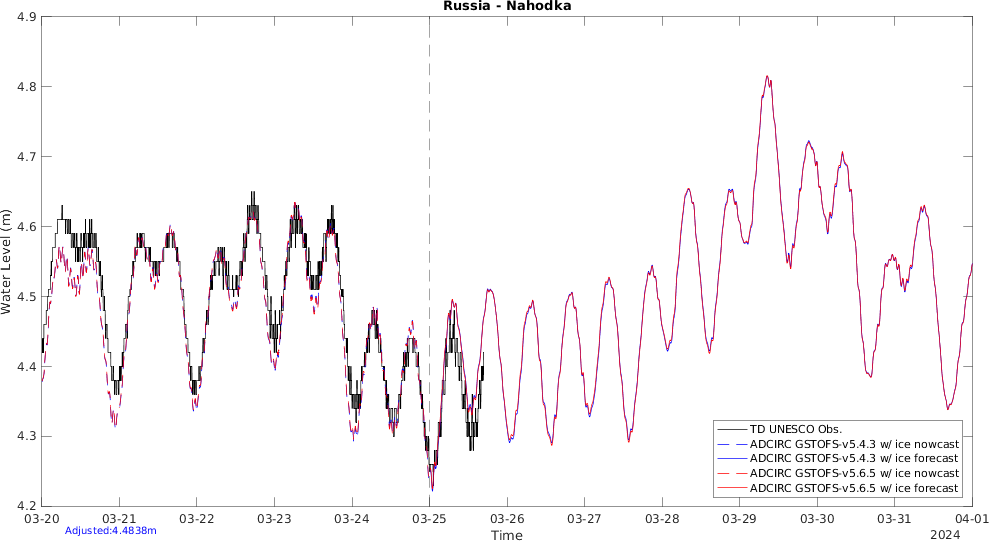 Russia - Nahodka
Water Level (m)
4.9
4.8
4.7
4.6
4.5
4.4
4.3
4.2
03-20 03-21 03-22 03-23 03-24 03-25 03-26 03-27 03-28 03-29 03-30 03-31 04-01
Adjusted:4.4838m
Time
2024
TD UNESCO Obs.
ADCIRC GSTOFS-v5.4.3 w/ ice nowcast
ADCIRC GSTOFS-v5.4.3 w/ ice forecast
ADCIRC GSTOFS-v5.6.5 w/ ice nowcast
ADCIRC GSTOFS-v5.6.5 w/ ice forecast